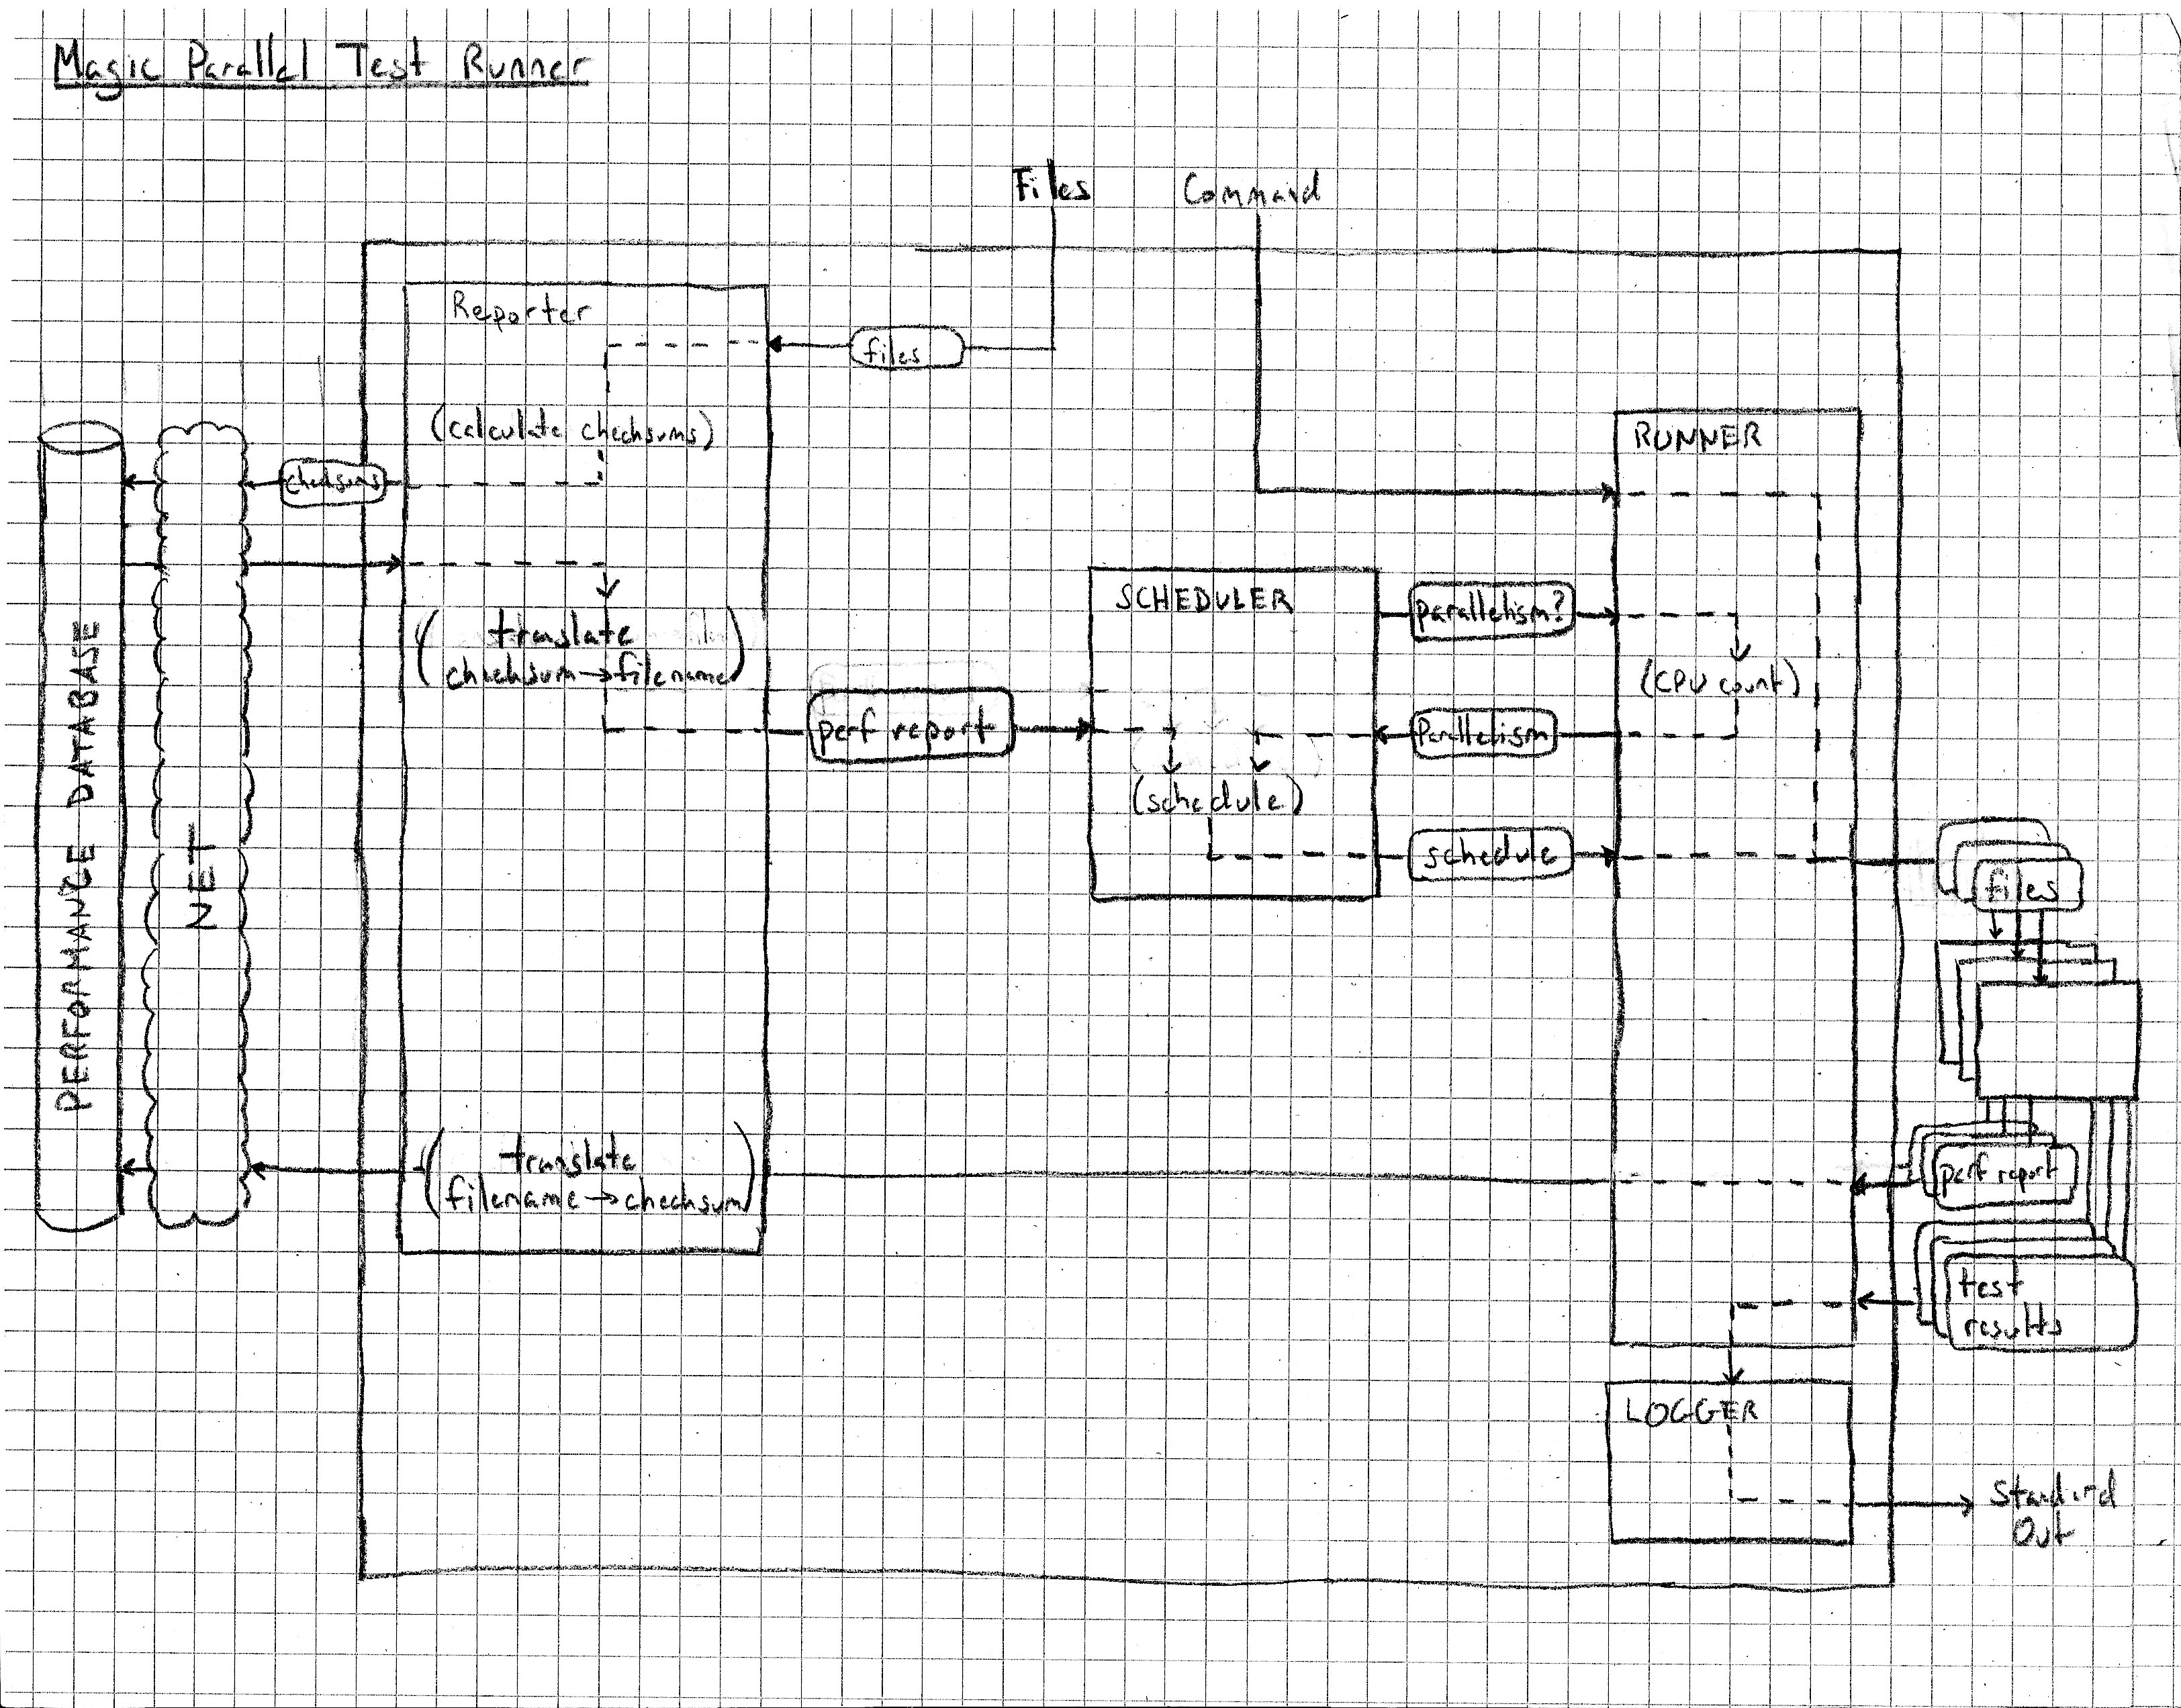 Magic Parallel Test Runner
Files
Command
Reporter
files
(calculate checksums)
checksums
RUNNER
SCHEDULER
parallelism?
(translate
checksum→filename)
(CPU count)
perf report
Parallelism
(schedule)
schedule
files
PERFORMANCE DATABASE
NET
(translate
filename→checksum)
perf report
test
results
LOGGER
Standard
Out